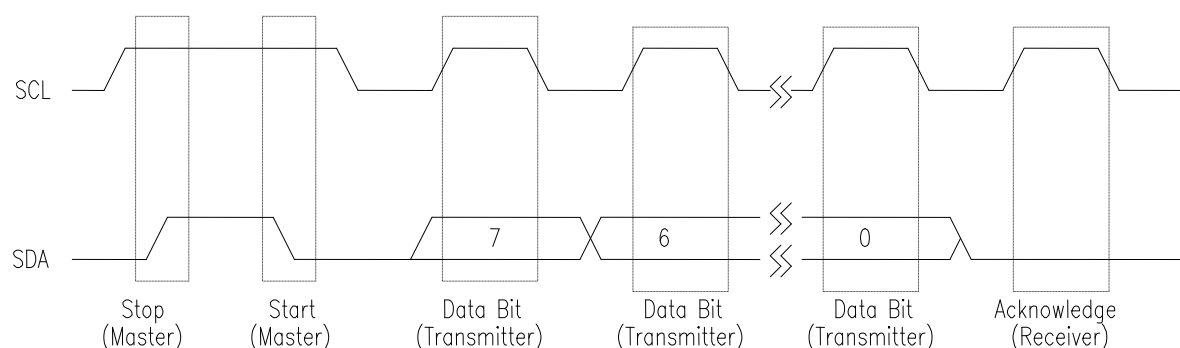 SCL
SDA
7
6
0
Stop
(Master)
Start
(Master)
Data Bit
(Transmitter)
Data Bit
(Transmitter)
Data Bit
(Transmitter)
Acknowledge
(Receiver)